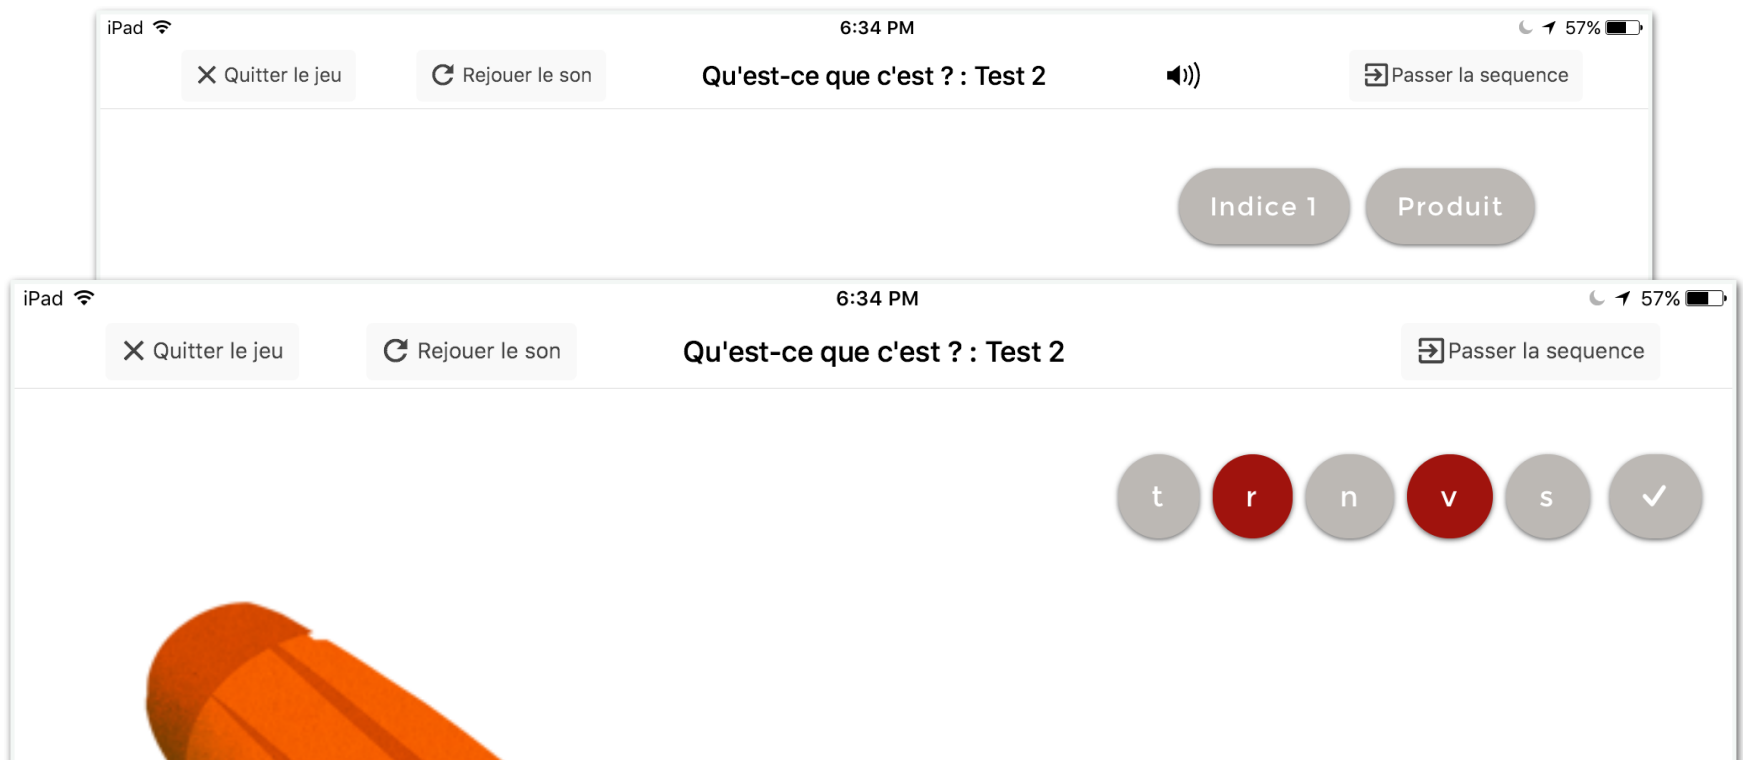 iPad 6:34 PM 57%
Quitter le jeu Rejouer le son Qu'est-ce que c'est ? : Test 2 Passer la sequence
Indice 1 Produit
iPad 6:34 PM 57%
Quitter le jeu Rejouer le son Qu'est-ce que c'est ? : Test 2 Passer la sequence
t r n v s